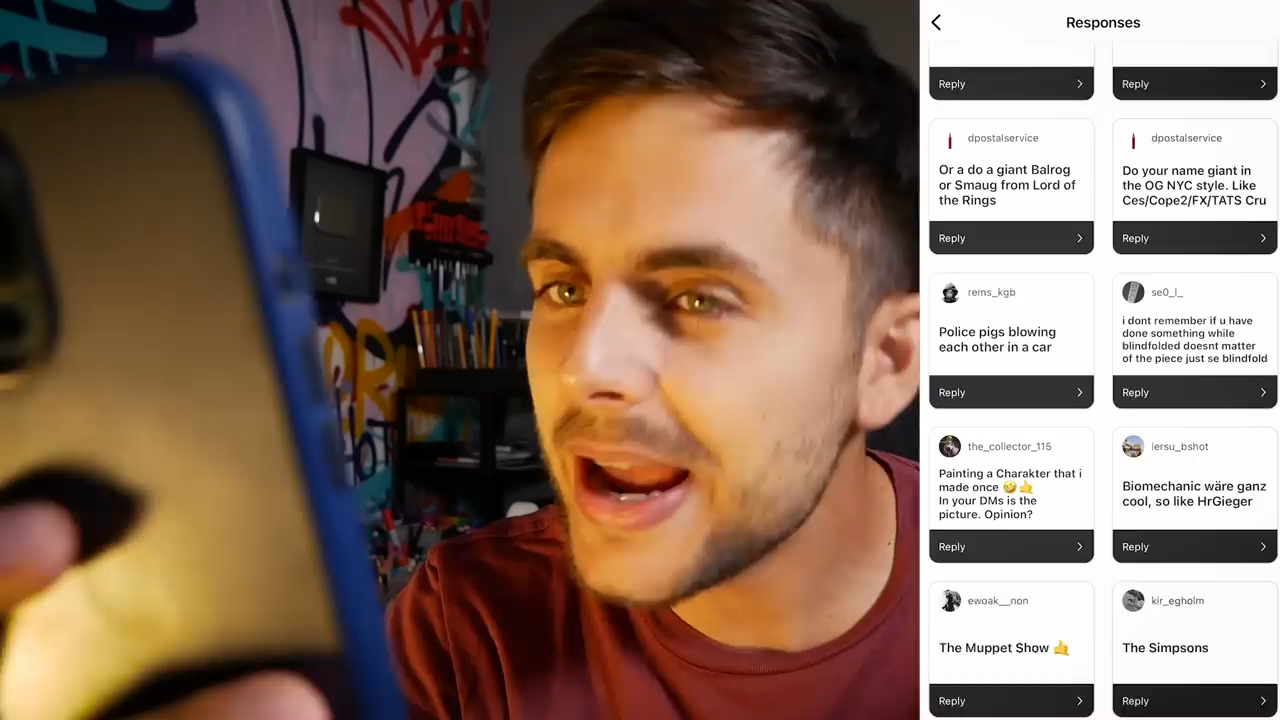 Responses
Reply
Reply
dpostalservice
Or a do a giant Balrog
or Smaug from Lord of
the Rings
Reply
dpostalservice
Do your name giant in
the OG NYC style. Like
Ces/Cope2/FX/TATS Cru
Reply
rems_kgb
Police pigs blowing
each other in a car
Reply
se0_l_
i dont remember if u have
done something while
blindfolded doesnt matter
of the piece just se blindfold
Reply
the_collector_115
Painting a Charakter that i
made once 🤣🤙
In your DMs is the
picture. Opinion?
Reply
lersu_bshot
Biomechanic wäre ganz
cool, so like HrGieger
Reply
ewoak__non
The Muppet Show 🤙
Reply
kir_egholm
The Simpsons
Reply